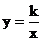 y = k/x